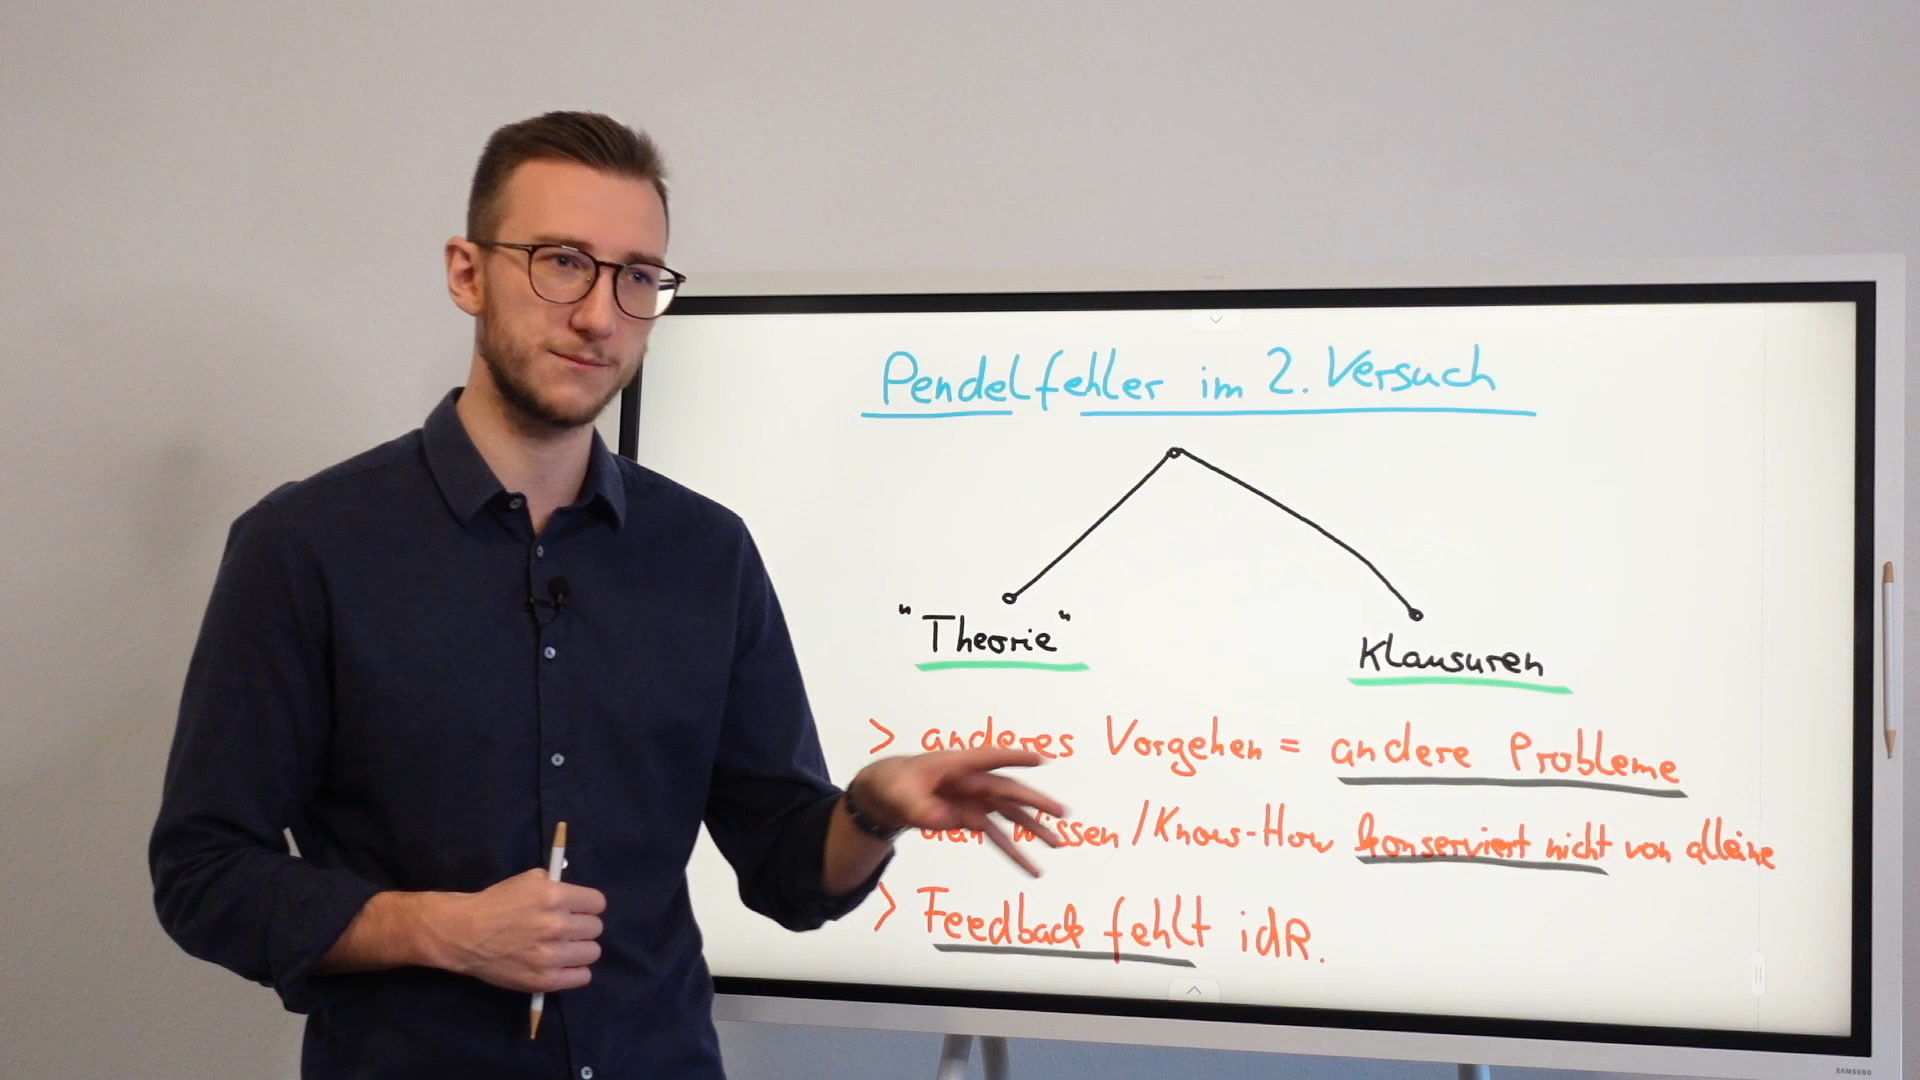 Pendelfehler im 2. Versuch
"Theorie"
Klausuren
> anderes Vorgehen = andere Probleme
Wissen/Know-How konserviert nicht von alleine
> Feedback fehlt idR.
SAMSUNG